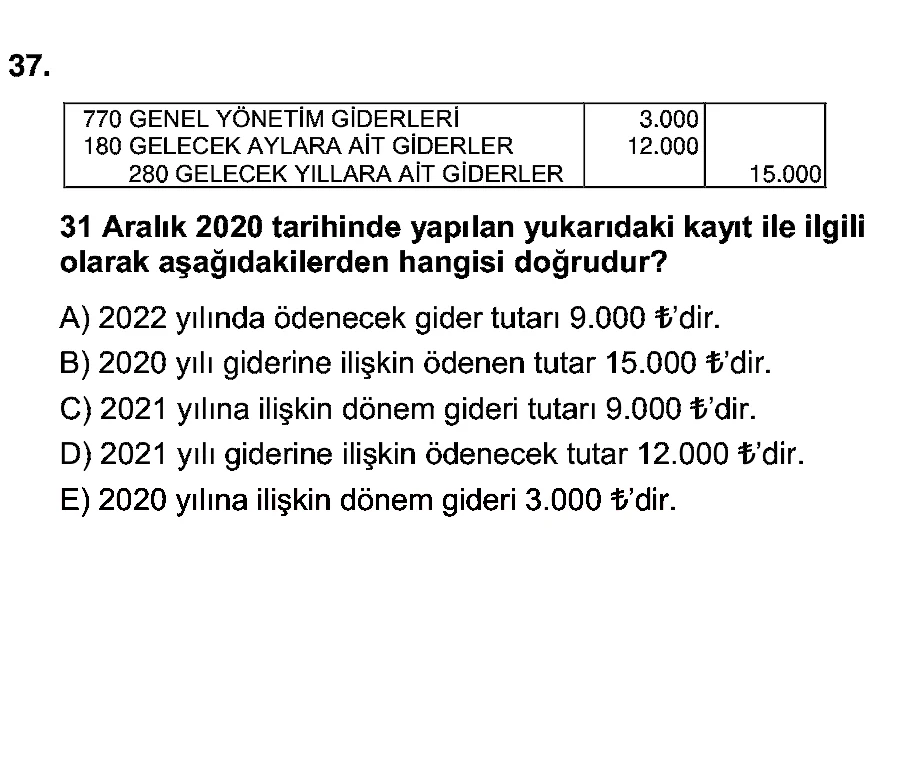 37.
770 GENEL YÖNETİM GİDERLERİ 3.000
180 GELECEK AYLARA AİT GİDERLER 12.000
280 GELECEK YILLARA AİT GİDERLER 15.000
31 Aralık 2020 tarihinde yapılan yukarıdaki kayıt ile ilgili
olarak aşağıdakilerden hangisi doğrudur?
A) 2022 yılında ödenecek gider tutarı 9.000 ₺’dir.
B) 2020 yılı giderine ilişkin ödenen tutar 15.000 ₺’dir.
C) 2021 yılına ilişkin dönem gideri tutarı 9.000 ₺’dir.
D) 2021 yılı giderine ilişkin ödenecek tutar 12.000 ₺’dir.
E) 2020 yılına ilişkin dönem gideri 3.000 ₺’dir.